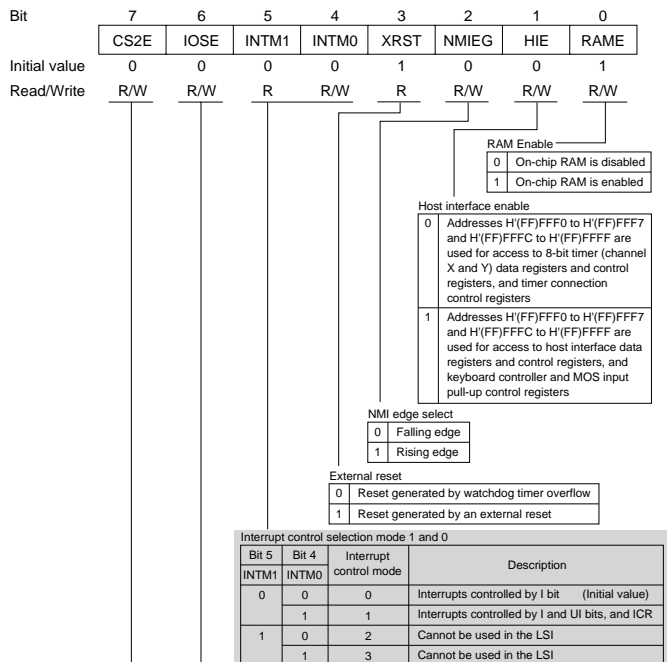 Bit 7 6 5 4 3 2 1 0
CS2E IOSE INTM1 INTM0 XRST NMIEG HIE RAME
Initial value 0 0 0 0 1 0 0 1
Read/Write R/W R/W R R/W R R/W R/W R/W
RAM Enable
0 On-chip RAM is disabled
1 On-chip RAM is enabled
Host interface enable
0 Addresses H'(FF)FFF0 to H'(FF)FFF7
and H'(FF)FFFC to H'(FF)FFFF are
used for access to 8-bit timer (channel
X and Y) data registers and control
registers, and timer connection
control registers
1 Addresses H'(FF)FFF0 to H'(FF)FFF7
and H'(FF)FFFC to H'(FF)FFFF are
used for access to host interface data
registers and control registers, and
keyboard controller and MOS input
pull-up control registers
NMI edge select
0 Falling edge
1 Rising edge
External reset
0 Reset generated by watchdog timer overflow
1 Reset generated by an external reset
Interrupt control selection mode 1 and 0
Bit 5 Bit 4 Interrupt Description
INTM1 INTM0 control mode
0 0 0 Interrupts controlled by I bit (Initial value)
1 1 Interrupts controlled by I and UI bits, and ICR
1 0 2 Cannot be used in the LSI
1 3 Cannot be used in the LSI